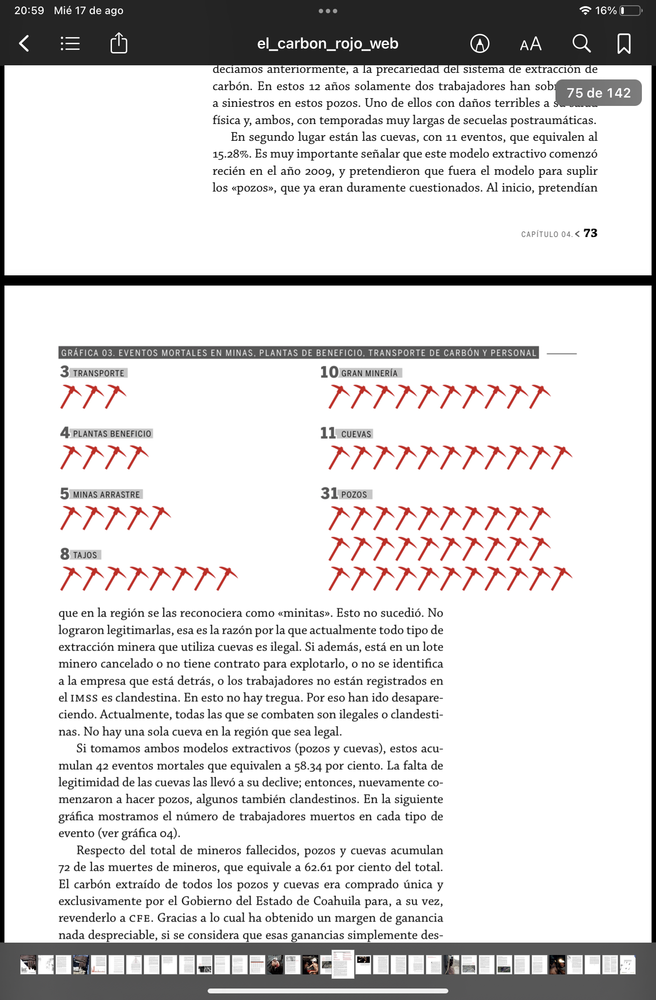 20:59 Mié 17 de ago
16%
el_carbon_rojo_web
AA
75 de 142
decíamos anteriormente, a la precariedad del sistema de extracción de
carbón. En estos 12 años solamente dos trabajadores han
a siniestros en estos pozos. Uno de ellos con daños terribles a su salud
física y, ambos, con temporadas muy largas de secuelas postraumáticas.
En segundo lugar están las cuevas, con 11 eventos, que equivalen al
15.28%. Es muy importante señalar que este modelo extractivo comenzó
recién en el año 2009, y pretendieron que fuera el modelo para suplir
los «pozos», que ya eran duramente cuestionados. Al inicio, pretendían
CAPÍTULO 04. < 73
GRÁFICA 03. EVENTOS MORTALES EN MINAS, PLANTAS DE BENEFICIO, TRANSPORTE DE CARBÓN Y PERSONAL
3 TRANSPORTE
4 PLANTAS BENEFICIO
5 MINAS ARRASTRE
8 TAJOS
10 GRAN MINERÍA
11 CUEVAS
31 POZOS
que en la región se las reconociera como «minitas». Esto no sucedió. No
lograron legitimarlas, esa es la razón por la que actualmente todo tipo de
extracción minera que utiliza cuevas es ilegal. Si además, está en un lote
minero cancelado o no tiene contrato para explotarlo, o no se identifica
a la empresa que está detrás, o los trabajadores no están registrados en
el IMSS es clandestina. En esto no hay tregua. Por eso han ido desapare-
ciendo. Actualmente, todas las que se combaten son ilegales o clandesti-
nas. No hay una sola cueva en la región que sea legal.
Si tomamos ambos modelos extractivos (pozos y cuevas), estos acu-
mulan 42 eventos mortales que equivalen a 58.34 por ciento. La falta de
legitimidad de las cuevas las llevó a su declive; entonces, nuevamente co-
menzaron a hacer pozos, algunos también clandestinos. En la siguiente
gráfica mostramos el número de trabajadores muertos en cada tipo de
evento (ver gráfica 04).
Respecto del total de mineros fallecidos, pozos y cuevas acumulan
72 de las muertes de mineros, que equivale a 62.61 por ciento del total.
El carbón extraído de todos los pozos y cuevas era comprado única y
exclusivamente por el Gobierno del Estado de Coahuila para, a su vez,
revenderlo a CFE. Gracias a lo cual ha obtenido un margen de ganancia
nada despreciable, si se considera que esas ganancias simplemente des-